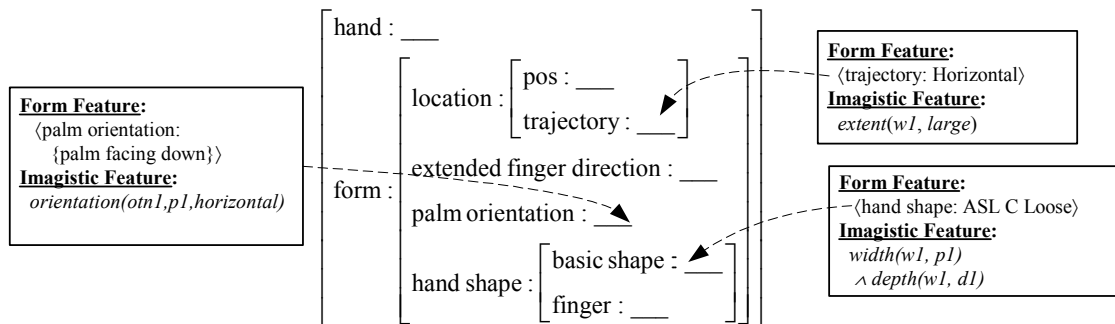 Form Feature:
⟨palm orientation:
{palm facing down}⟩
Imagistic Feature:
orientation(otn1,p1,horizontal)
hand : ___
form :
location :
pos : ___
trajectory : ___
extended finger direction : ___
palm orientation : ___
hand shape :
basic shape : ___
finger : ___
Form Feature:
⟨trajectory: Horizontal⟩
Imagistic Feature:
extent(w1, large)
Form Feature:
⟨hand shape: ASL C Loose⟩
Imagistic Feature:
width(w1, p1)
∧ depth(w1, d1)